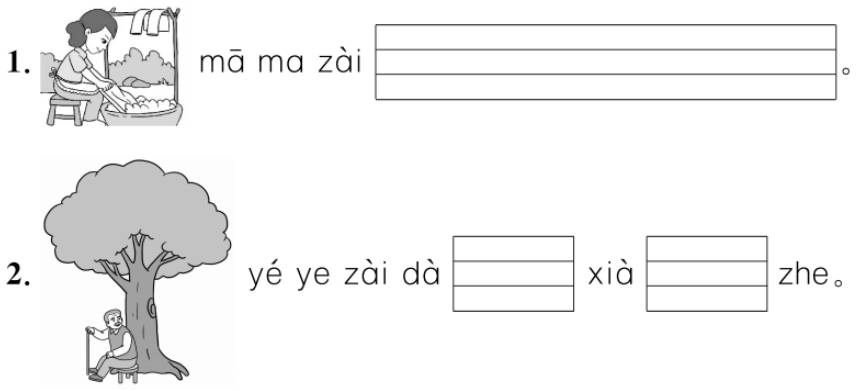 1. mā ma zài 。
2. yé ye zài dà xià zhe。